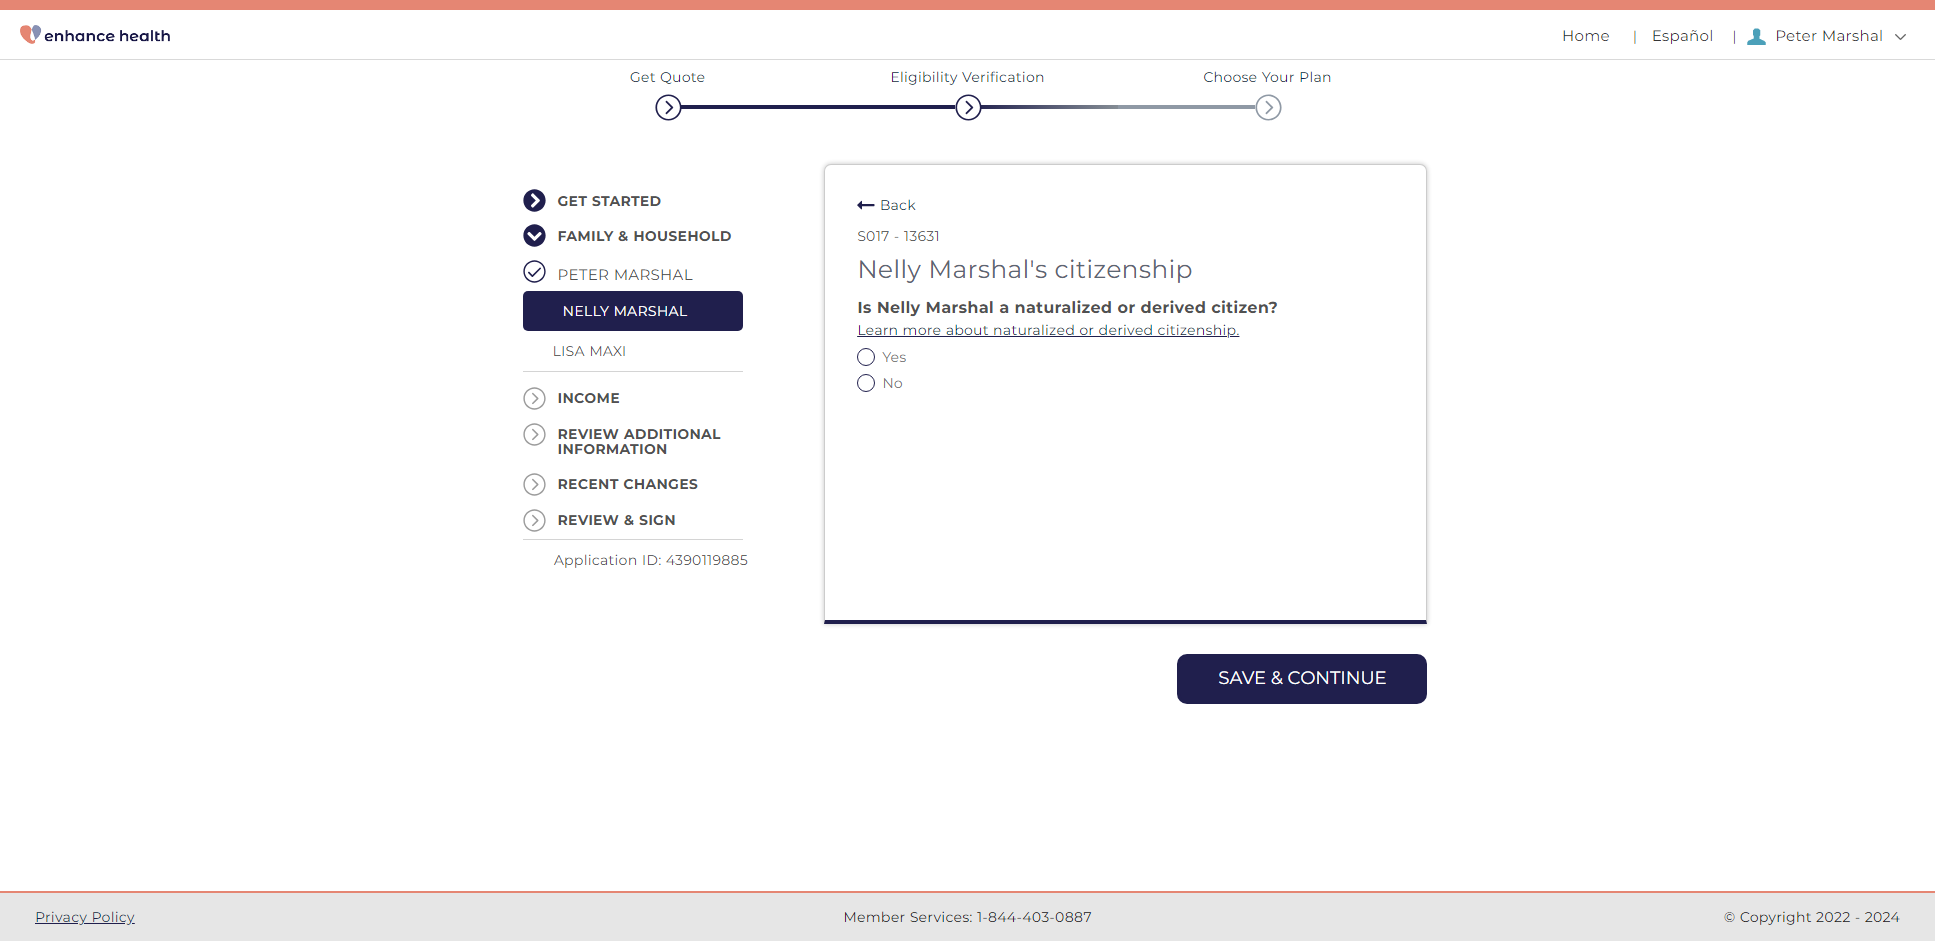 enhance health
Home | Español | Peter Marshal
Get Quote
Eligibility Verification
Choose Your Plan
GET STARTED
FAMILY & HOUSEHOLD
PETER MARSHAL
NELLY MARSHAL
LISA MAXI
INCOME
REVIEW ADDITIONAL
INFORMATION
RECENT CHANGES
REVIEW & SIGN
Application ID: 4390119885
Back
S017 - 13631
Nelly Marshal's citizenship
Is Nelly Marshal a naturalized or derived citizen?
Learn more about naturalized or derived citizenship.
Yes
No
SAVE & CONTINUE
Privacy Policy
Member Services: 1-844-403-0887
© Copyright 2022 - 2024